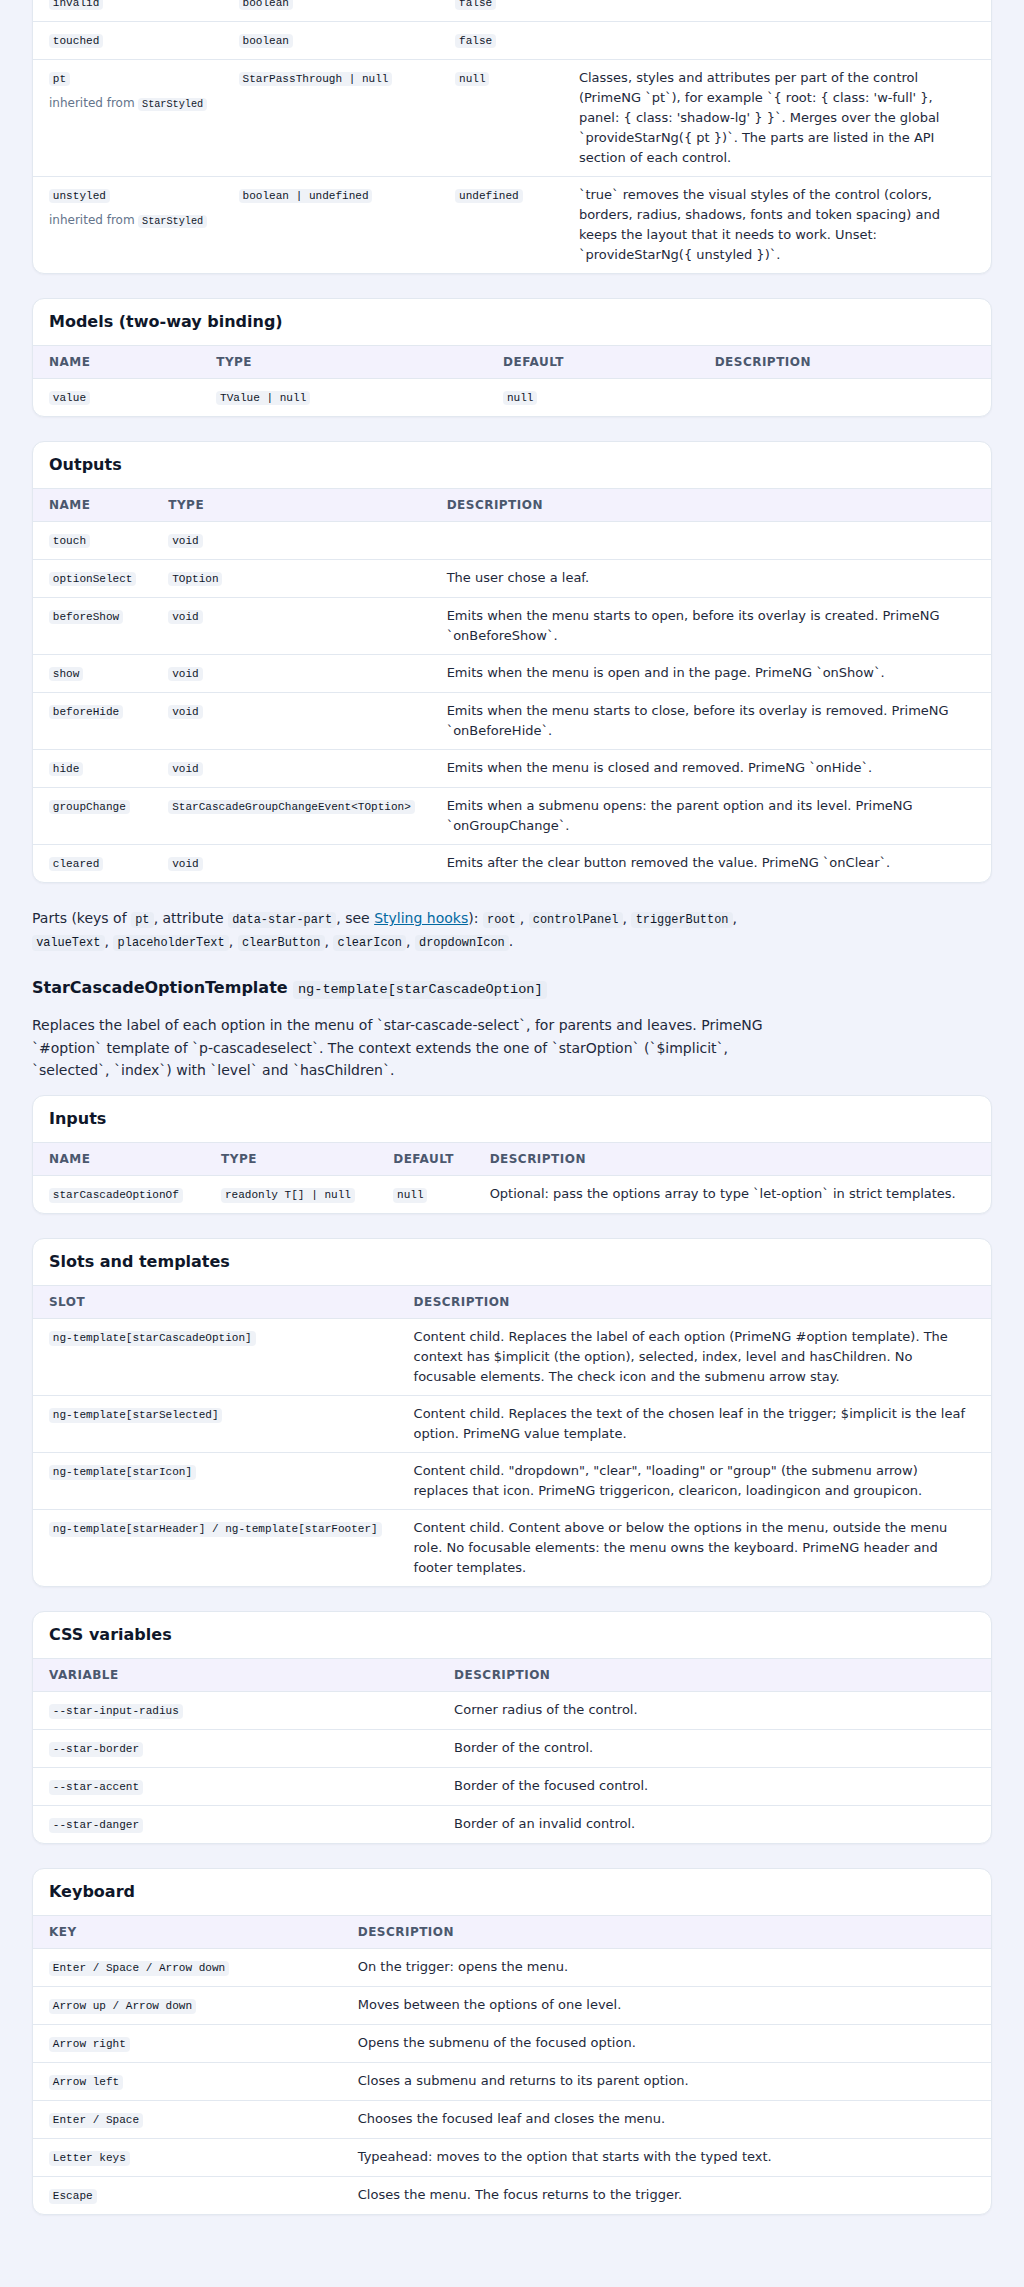 invalid boolean false
touched boolean false
pt StarPassThrough | null null Classes, styles and attributes per part of the control
inherited from StarStyled (PrimeNG `pt`), for example `{ root: { class: 'w-full' },
panel: { class: 'shadow-lg' } }`. Merges over the global
`provideStarNg({ pt })`. The parts are listed in the API
section of each control.
unstyled boolean | undefined undefined `true` removes the visual styles of the control (colors,
inherited from StarStyled borders, radius, shadows, fonts and token spacing) and
keeps the layout that it needs to work. Unset:
`provideStarNg({ unstyled })`.
Models (two-way binding)
NAME TYPE DEFAULT DESCRIPTION
value TValue | null null
Outputs
NAME TYPE DESCRIPTION
touch void
optionSelect TOption The user chose a leaf.
beforeShow void Emits when the menu starts to open, before its overlay is created. PrimeNG
`onBeforeShow`.
show void Emits when the menu is open and in the page. PrimeNG `onShow`.
beforeHide void Emits when the menu starts to close, before its overlay is removed. PrimeNG
`onBeforeHide`.
hide void Emits when the menu is closed and removed. PrimeNG `onHide`.
groupChange StarCascadeGroupChangeEvent<TOption> Emits when a submenu opens: the parent option and its level. PrimeNG
`onGroupChange`.
cleared void Emits after the clear button removed the value. PrimeNG `onClear`.
Parts (keys of pt, attribute data-star-part, see Styling hooks): root, controlPanel, triggerButton,
valueText, placeholderText, clearButton, clearIcon, dropdownIcon.
StarCascadeOptionTemplate ng-template[starCascadeOption]
Replaces the label of each option in the menu of `star-cascade-select`, for parents and leaves. PrimeNG
`#option` template of `p-cascadeselect`. The context extends the one of `starOption` (`$implicit`,
`selected`, `index`) with `level` and `hasChildren`.
Inputs
NAME TYPE DEFAULT DESCRIPTION
starCascadeOptionOf readonly T[] | null null Optional: pass the options array to type `let-option` in strict templates.
Slots and templates
SLOT DESCRIPTION
ng-template[starCascadeOption] Content child. Replaces the label of each option (PrimeNG #option template). The
context has $implicit (the option), selected, index, level and hasChildren. No
focusable elements. The check icon and the submenu arrow stay.
ng-template[starSelected] Content child. Replaces the text of the chosen leaf in the trigger; $implicit is the leaf
option. PrimeNG value template.
ng-template[starIcon] Content child. "dropdown", "clear", "loading" or "group" (the submenu arrow)
replaces that icon. PrimeNG triggericon, clearicon, loadingicon and groupicon.
ng-template[starHeader] / ng-template[starFooter] Content child. Content above or below the options in the menu, outside the menu
role. No focusable elements: the menu owns the keyboard. PrimeNG header and
footer templates.
CSS variables
VARIABLE DESCRIPTION
--star-input-radius Corner radius of the control.
--star-border Border of the control.
--star-accent Border of the focused control.
--star-danger Border of an invalid control.
Keyboard
KEY DESCRIPTION
Enter / Space / Arrow down On the trigger: opens the menu.
Arrow up / Arrow down Moves between the options of one level.
Arrow right Opens the submenu of the focused option.
Arrow left Closes a submenu and returns to its parent option.
Enter / Space Chooses the focused leaf and closes the menu.
Letter keys Typeahead: moves to the option that starts with the typed text.
Escape Closes the menu. The focus returns to the trigger.